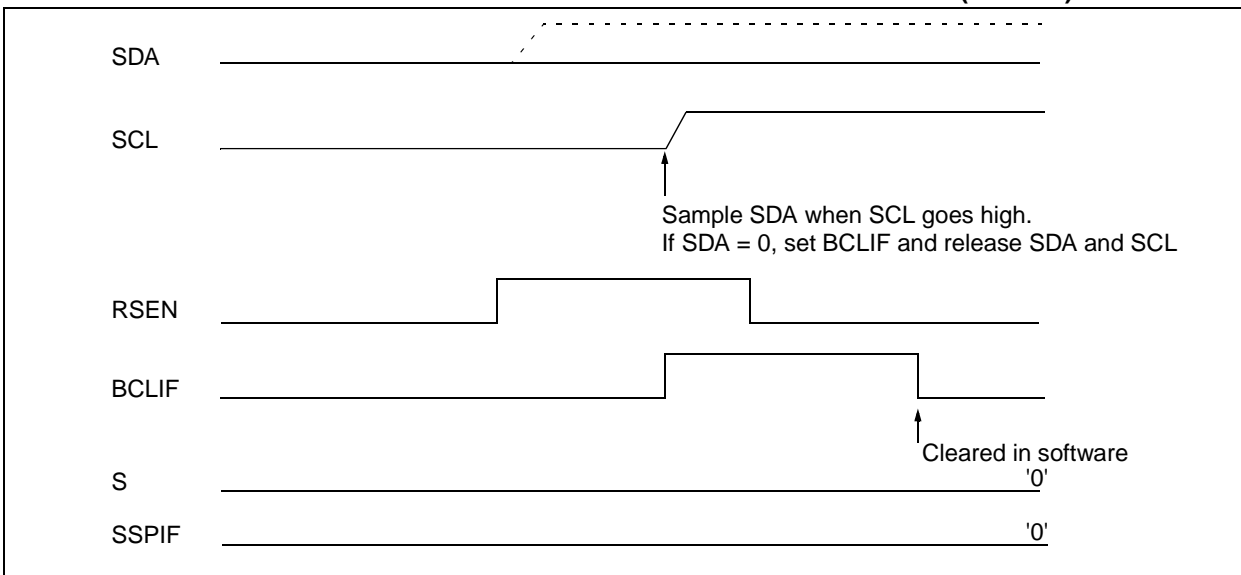 SDA
SCL
Sample SDA when SCL goes high.
If SDA = 0, set BCLIF and release SDA and SCL
RSEN
BCLIF
Cleared in software
S '0'
SSPIF '0'